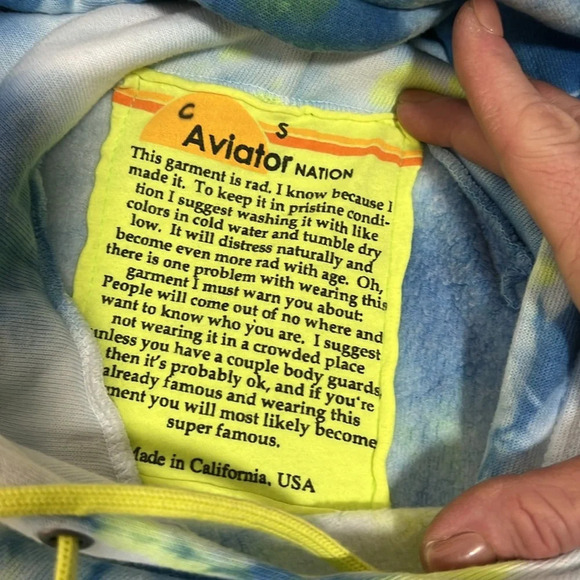 C S
Aviator NATION
This garment is rad. I know because I
made it. To keep it in pristine condi-
tion I suggest washing it with like
colors in cold water and tumble dry
low. It will distress naturally and
become even more rad with age. Oh,
there is one problem with wearing this
garment I must warn you about:
People will come out of no where and
want to know who you are. I suggest
not wearing it in a crowded place
unless you have a couple body guards,
then it's probably ok, and if you're
already famous and wearing this
ment you will most likely become
super famous.
Made in California, USA